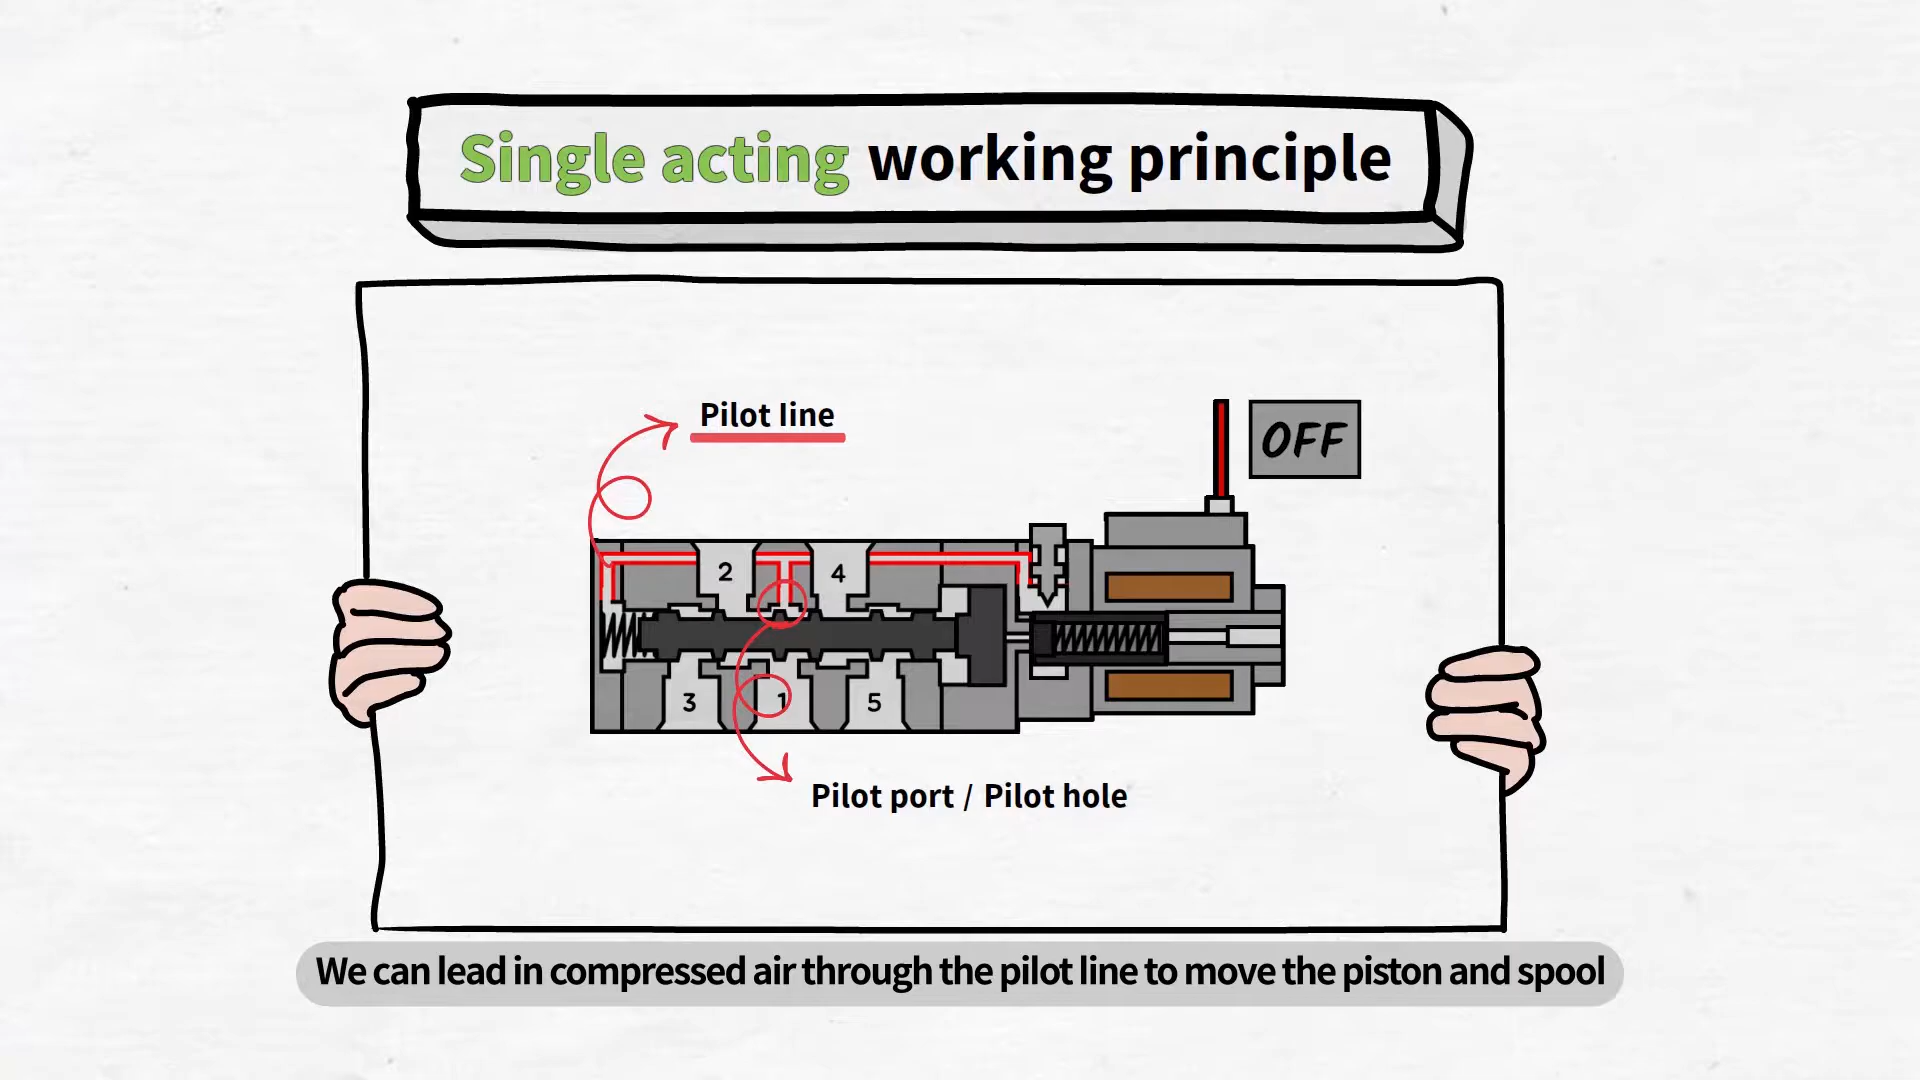 Single acting working principle
Pilot line
OFF
2
4
3
1
5
Pilot port / Pilot hole
We can lead in compressed air through the pilot line to move the piston and spool